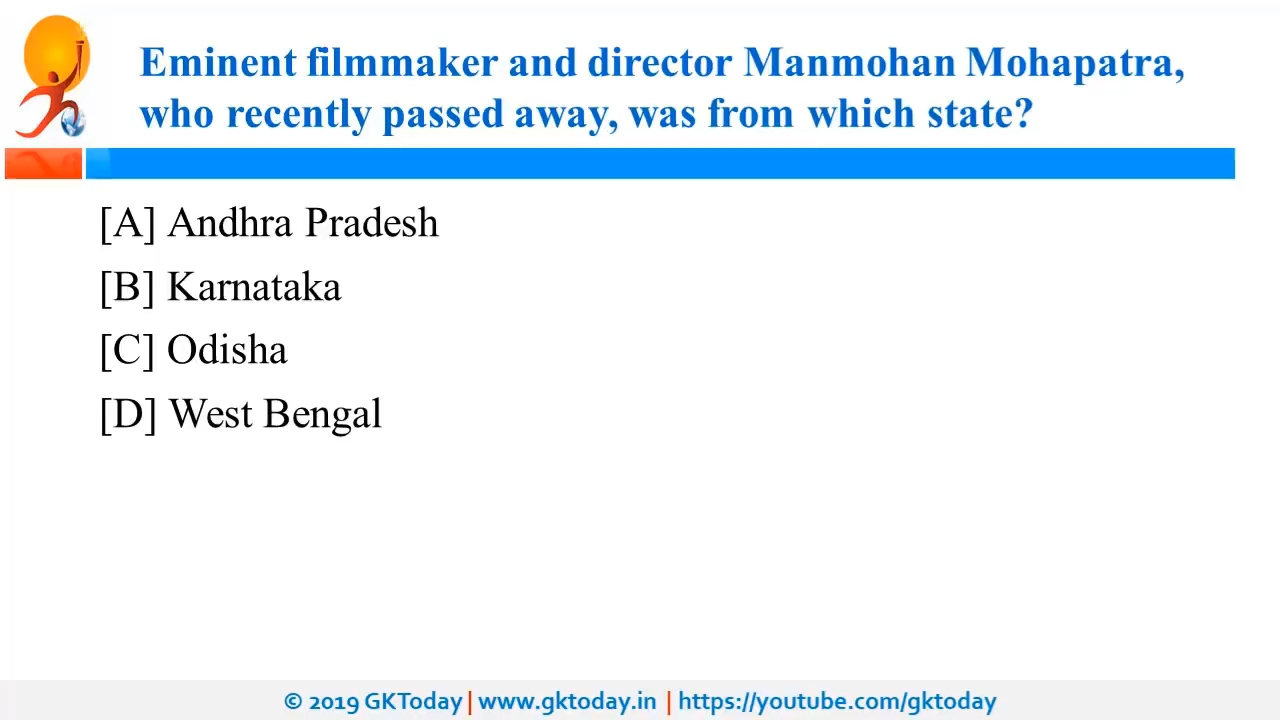 Eminent filmmaker and director Manmohan Mohapatra,
who recently passed away, was from which state?
[A] Andhra Pradesh
[B] Karnataka
[C] Odisha
[D] West Bengal
© 2019 GKToday | www.gktoday.in | https://youtube.com/gktoday